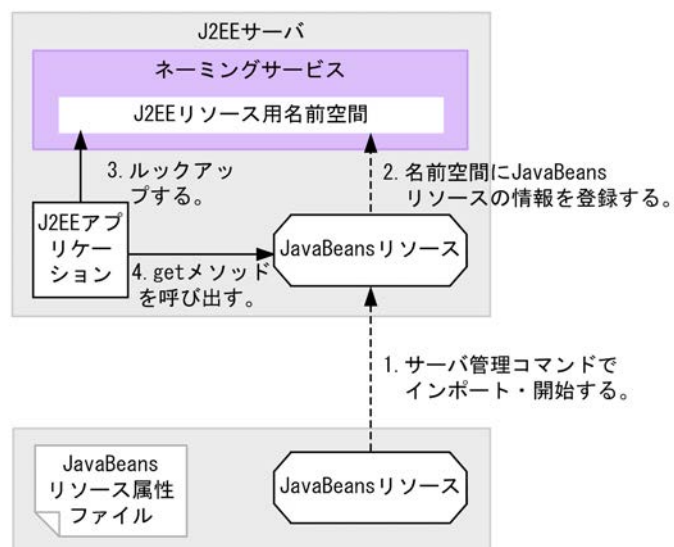 J2EEサーバ
ネーミングサービス
J2EEリソース用名前空間
3. ルックアッ
プする。
2. 名前空間にJavaBeans
リソースの情報を登録する。
J2EEアプ
リケー
ション
JavaBeansリソース
4. getメソッド
を呼び出す。
1. サーバ管理コマンドで
インポート・開始する。
JavaBeans
リソース属性
ファイル
JavaBeansリソース